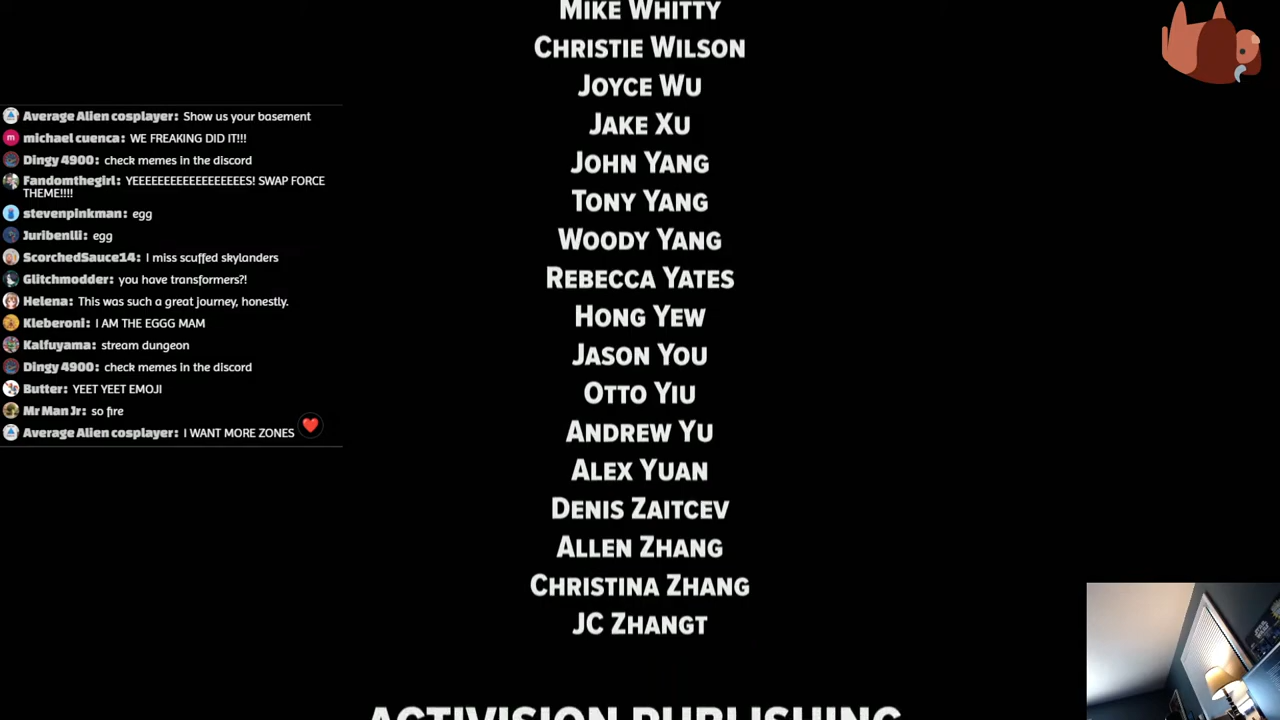 Mike Whitty
Christie Wilson
Joyce Wu
Jake Xu
John Yang
Tony Yang
Woody Yang
Rebecca Yates
Hong Yew
Jason You
Otto Yiu
Andrew Yu
Alex Yuan
Denis Zaitcev
Allen Zhang
Christina Zhang
JC Zhangt
ACTIVISION PUBLISHING
Average Alien cosplayer: Show us your basement
michael cuenca: WE FREAKING DID IT!!!
Dingy 4900: check memes in the discord
Fandomthegirl: YEEEEEEEEEEEEEEEEES! SWAP FORCE
THEME!!!!
stevenpinkman: egg
Juribenlli: egg
ScorchedSauce14: I miss scuffed skylanders
Glitchmodder: you have transformers?!
Helena: This was such a great journey, honestly.
Kleberoni: I AM THE EGGG MAM
Kalfuyama: stream dungeon
Dingy 4900: check memes in the discord
Butter: YEET YEET EMOJI
Mr Man Jr: so fire
Average Alien cosplayer: I WANT MORE ZONES